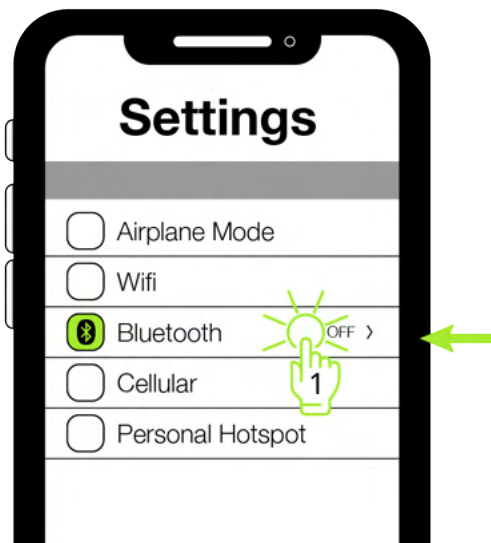 Settings
Airplane Mode
Wifi
Bluetooth OFF >
Cellular
1
Personal Hotspot